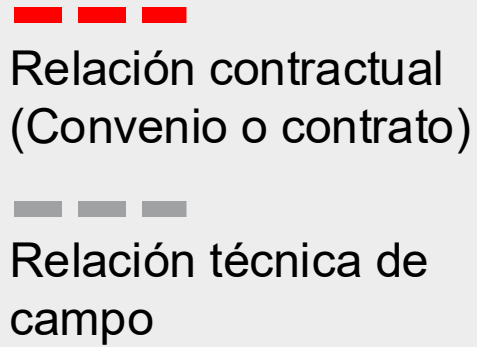 Relación contractual
(Convenio o contrato)
Relación técnica de
campo